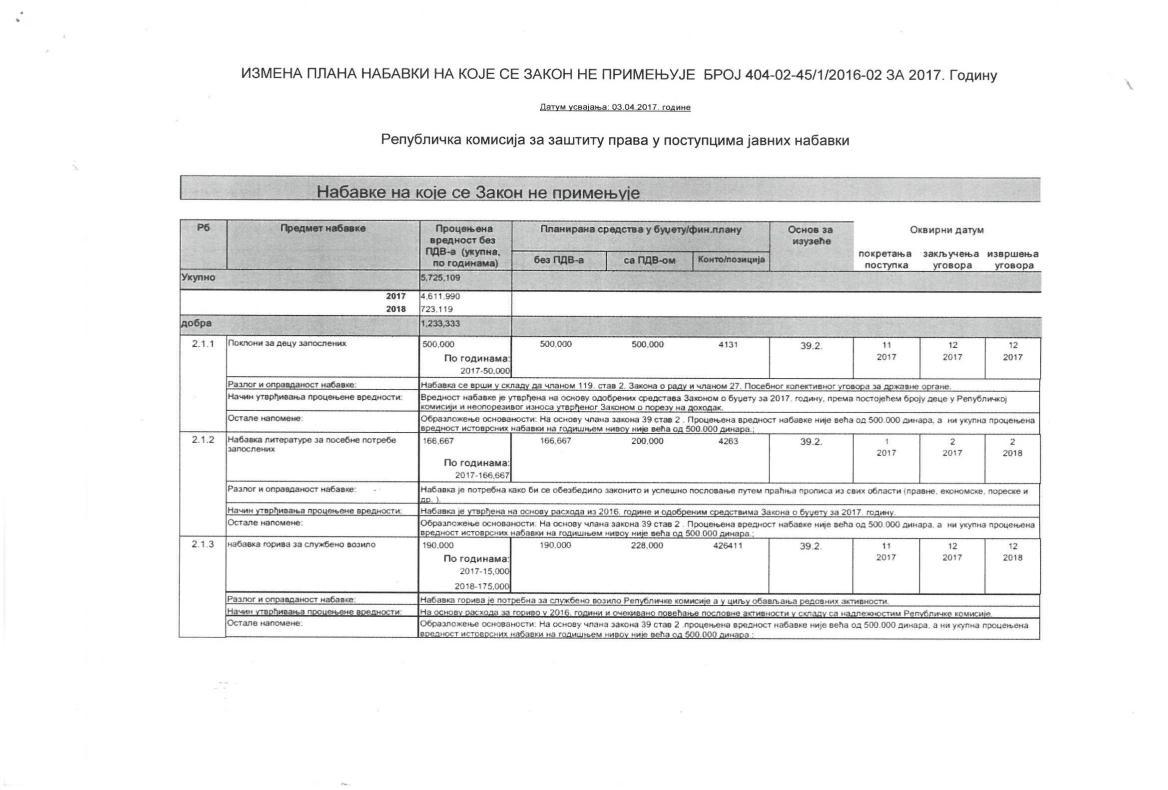 ИЗМЕНА ПЛАНА НАБАВКИ НА КОЈЕ СЕ ЗАКОН НЕ ПРИМЕЊУЈЕ БРОЈ 404-02-45/1/2016-02 ЗА 2017. Годину
Датум усвајања: 03.04.2017. године
Републичка комисија за заштиту права у поступцима јавних набавки
Набавке на које се Закон не примењује
Рб Предмет набавке Процењена вредност без ПДВ-а (укупна, по годинама) Планирана средства у буџету/фин.плану Основ за изузеће Оквирни датум
без ПДВ-а са ПДВ-ом Конто/позиција покретања поступка закључења уговора извршења уговора
Укупно 5,725,109
2017 4,611,990
2018 723,119
добра 1,233,333
2.1.1 Поклони за децу запослених 500,000 500,000 500,000 4131 39.2. 11 12 12
По годинама: 2017 2017 2017
2017-50,000
Разлог и оправданост набавке: Набавка се врши у складу да чланом 119. став 2. Закона о раду и чланом 27. Посебног колективног уговора за државне органе.
Начин утврђивања процењене вредности: Вредност набавке је утврђена на основу одобрених средстава Законом о буџету за 2017. годину, према постојећем броју деце у Републичкој
комисији и неопорезивог износа утврђеног Законом о порезу на доходак.
Остале напомене: Образложење основаности: На основу члана закона 39 став 2 . Процењена вредност набавке није већа од 500.000 динара, а ни укупна процењена
вредност истоврсних набавки на годишњем нивоу није већа од 500.000 динара.;
2.1.2 Набавка литературе за посебне потребе 166,667 166,667 200,000 4263 39.2. 1 2 2
запослених 2017 2017 2018
По годинама:
2017-166,667
Разлог и оправданост набавке: Набавка је потребна како би се обезбедило законито и успешно пословање путем праћња прописа из свих области (правне, економске, пореске и
др. ).
Начин утврђивања процењене вредности: Набавка је утврђена на основу расхода из 2016. године и одобреним средствима Закона о буџету за 2017. годину.
Остале напомене: Образложење основаности: На основу члана закона 39 став 2 . Процењена вредност набавке није већа од 500.000 динара, а ни укупна процењена
вредност истоврсних набавки на годишњем нивоу није већа од 500.000 динара.;
2.1.3 набавка горива за службено возило 190,000 190,000 228,000 426411 39.2. 11 12 12
По годинама: 2017 2017 2018
2017-15,000
2018-175,000
Разлог и оправданост набавке: Набавка горива је потребна за службено возило Републичке комисије а у циљу обављања редовних активности.
Начин утврђивања процењене вредности: На основу расхода за гориво у 2016. години и очекивано повећање пословне активности у складу са надлежностим Републичке комисије.
Остале напомене: Образложење основаности: На основу члана закона 39 став 2 .процењена вредност набавке није већа од 500.000 динара, а ни укупна процењена
вредност истоврсних набавки на годишњем нивоу није већа од 500.000 динара.;